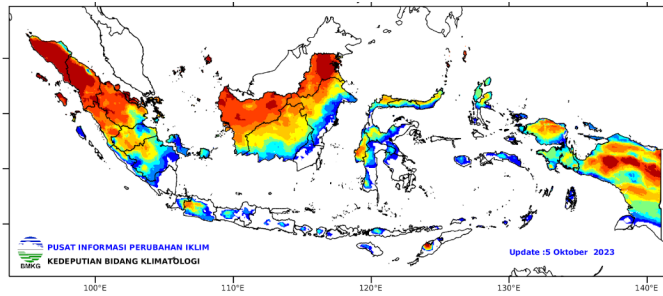 PUSAT INFORMASI PERUBAHAN IKLIM
KEDEPUTIAN BIDANG KLIMATOLOGI
BMKG
Update :5 Oktober 2023
100°E
110°E
120°E
130°E
140°E